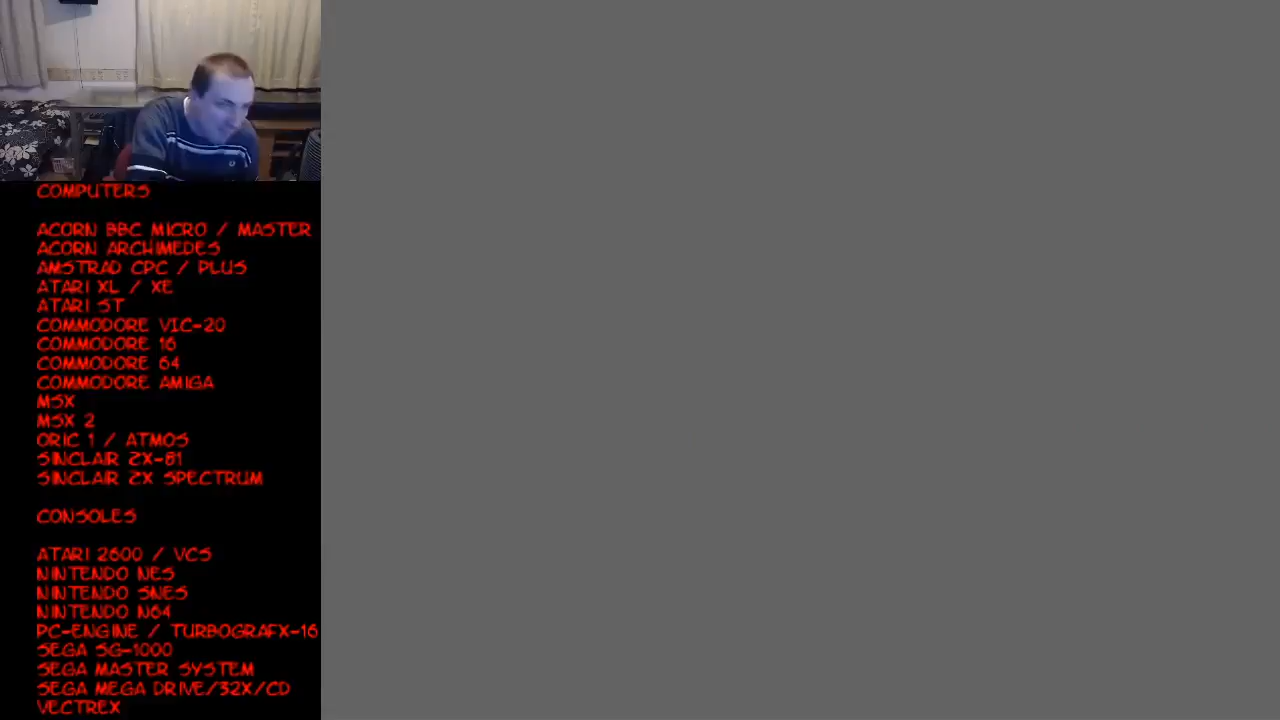 COMPUTERS
ACORN BBC MICRO / MASTER
ACORN ARCHIMEDES
AMSTRAD CPC / PLUS
ATARI XL / XE
ATARI ST
COMMODORE VIC-20
COMMODORE 16
COMMODORE 64
COMMODORE AMIGA
MSX
MSX 2
ORIC 1 / ATMOS
SINCLAIR ZX-81
SINCLAIR ZX SPECTRUM
CONSOLES
ATARI 2600 / VCS
NINTENDO NES
NINTENDO SNES
NINTENDO N64
PC-ENGINE / TURBOGRAFX-16
SEGA SG-1000
SEGA MASTER SYSTEM
SEGA MEGA DRIVE/32X/CD
VECTREX